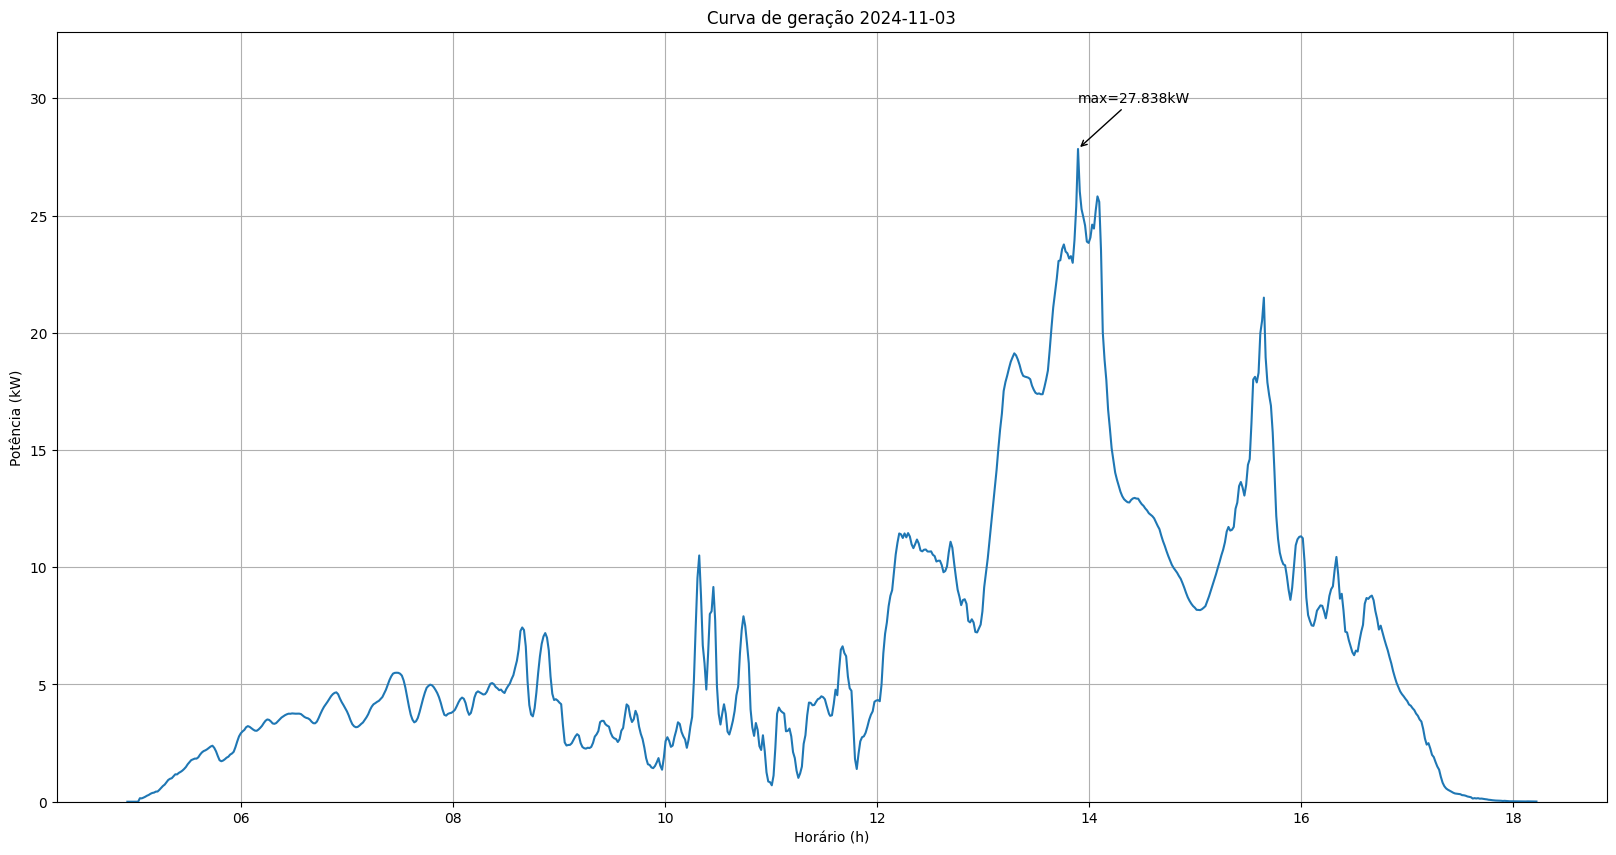 Curva de geração 2024-11-03
max=27.838kW
Potência (kW)
30
25
20
15
10
5
0
06 08 10 12 14 16 18
Horário (h)